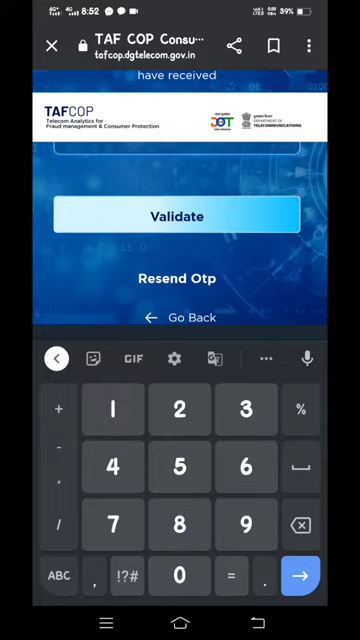 8:52
39%
TAF COP Consu...
tafcop.dgtelecom.gov.in
have received
TAFCOP
Telecom Analytics for
Fraud management & Consumer Protection
DEPARTMENT OF
TELECOMMUNICATIONS
Validate
Resend Otp
← Go Back
GIF
+ 1 2 3 %
- 4 5 6
* 
/ 7 8 9
ABC , !?# 0 = . →